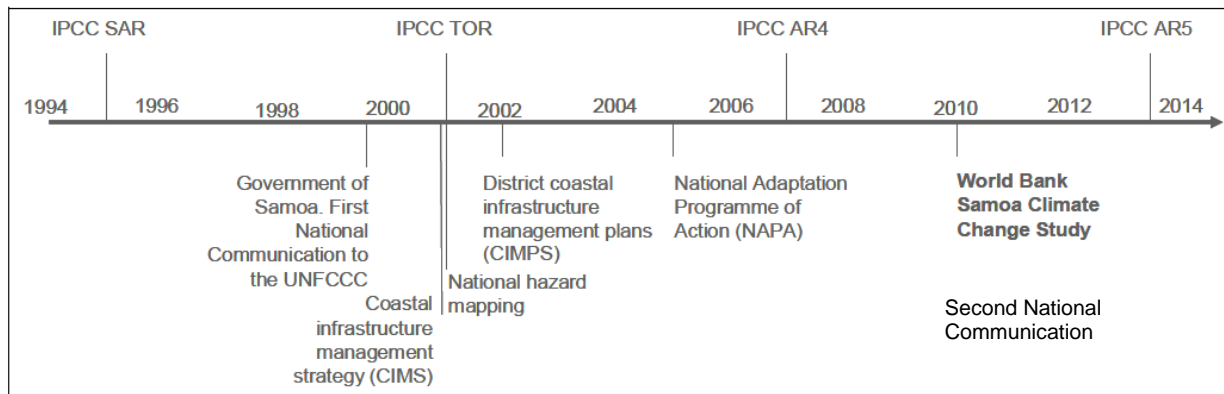 IPCC SAR
IPCC TOR
IPCC AR4
IPCC AR5
1994
1996
1998
2000
2002
2004
2006
2008
2010
2012
2014
Government of
Samoa. First
National
Communication to
the UNFCCC
Coastal
infrastructure
management
strategy (CIMS)
National hazard
mapping
District coastal
infrastructure
management plans
(CIMPS)
National Adaptation
Programme of
Action (NAPA)
World Bank
Samoa Climate
Change Study
Second National
Communication